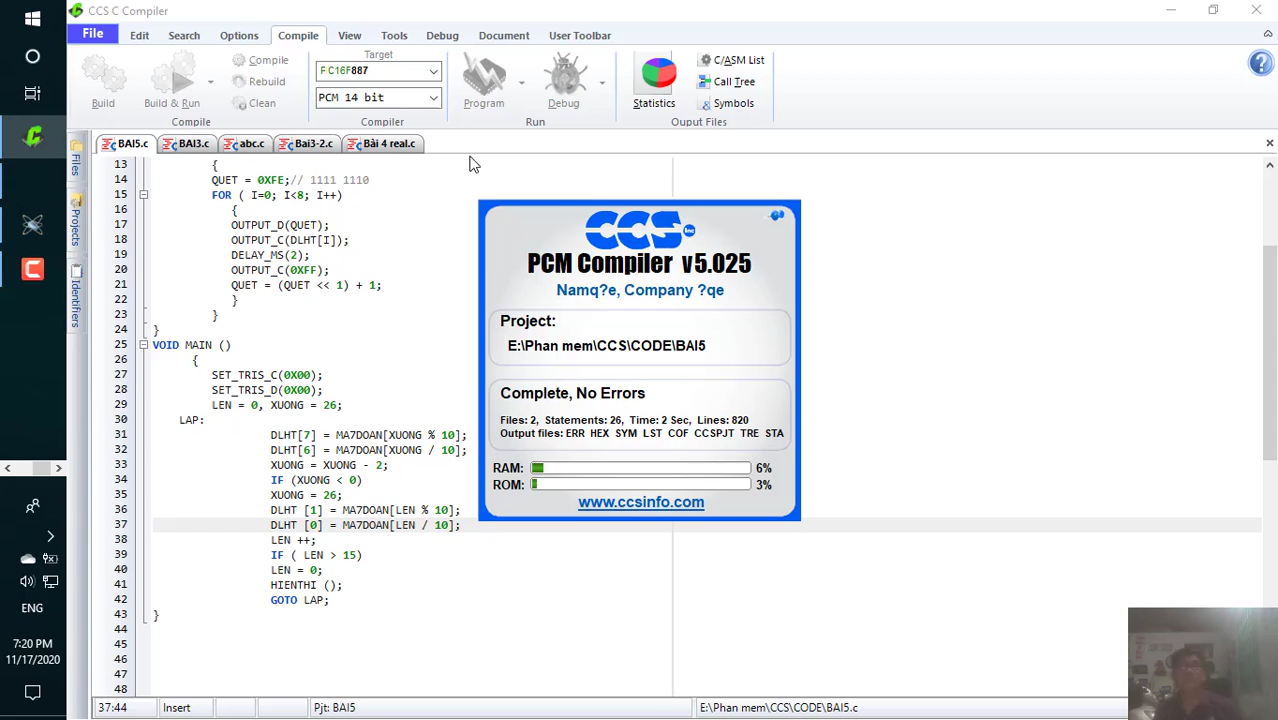 CCS C Compiler
File Edit Search Options Compile View Tools Debug Document User Toolbar
Build
Build & Run
Compile
Rebuild
Clean
Compile
Target
PIC16F887
PCM 14 bit
Compiler
Program
Debug
Run
Statistics
C/ASM List
Call Tree
Symbols
Ouput Files
BAI5.c BAI3.c abc.c Bai3-2.c Bài 4 real.c
Files
Projects
Identifiers
13 {
14 QUET = 0XFE;// 1111 1110
15 FOR ( I=0; I<8; I++)
16 {
17 OUTPUT_D(QUET);
18 OUTPUT_C(DLHT[I]);
19 DELAY_MS(2);
20 OUTPUT_C(0XFF);
21 QUET = (QUET << 1) + 1;
22 }
23 }
24 }
25 VOID MAIN ()
26 {
27 SET_TRIS_C(0X00);
28 SET_TRIS_D(0X00);
29 LEN = 0, XUONG = 26;
30 LAP:
31 DLHT[7] = MA7DOAN[XUONG % 10];
32 DLHT[6] = MA7DOAN[XUONG / 10];
33 XUONG = XUONG - 2;
34 IF (XUONG < 0)
35 XUONG = 26;
36 DLHT [1] = MA7DOAN[LEN % 10];
37 DLHT [0] = MA7DOAN[LEN / 10];
38 LEN ++;
39 IF ( LEN > 15)
40 LEN = 0;
41 HIENTHI ();
42 GOTO LAP;
43 }
44
45
46
47
48
CCS Inc
PCM Compiler v5.025
Namq?e, Company ?qe
Project:
E:\Phan mem\CCS\CODE\BAI5
Complete, No Errors
Files: 2, Statements: 26, Time: 2 Sec, Lines: 820
Output files: ERR HEX SYM LST COF CCSPJT TRE STA
RAM: 6%
ROM: 3%
www.ccsinfo.com
ENG
7:20 PM
11/17/2020
37:44 Insert Pjt: BAI5 E:\Phan mem\CCS\CODE\BAI5.c